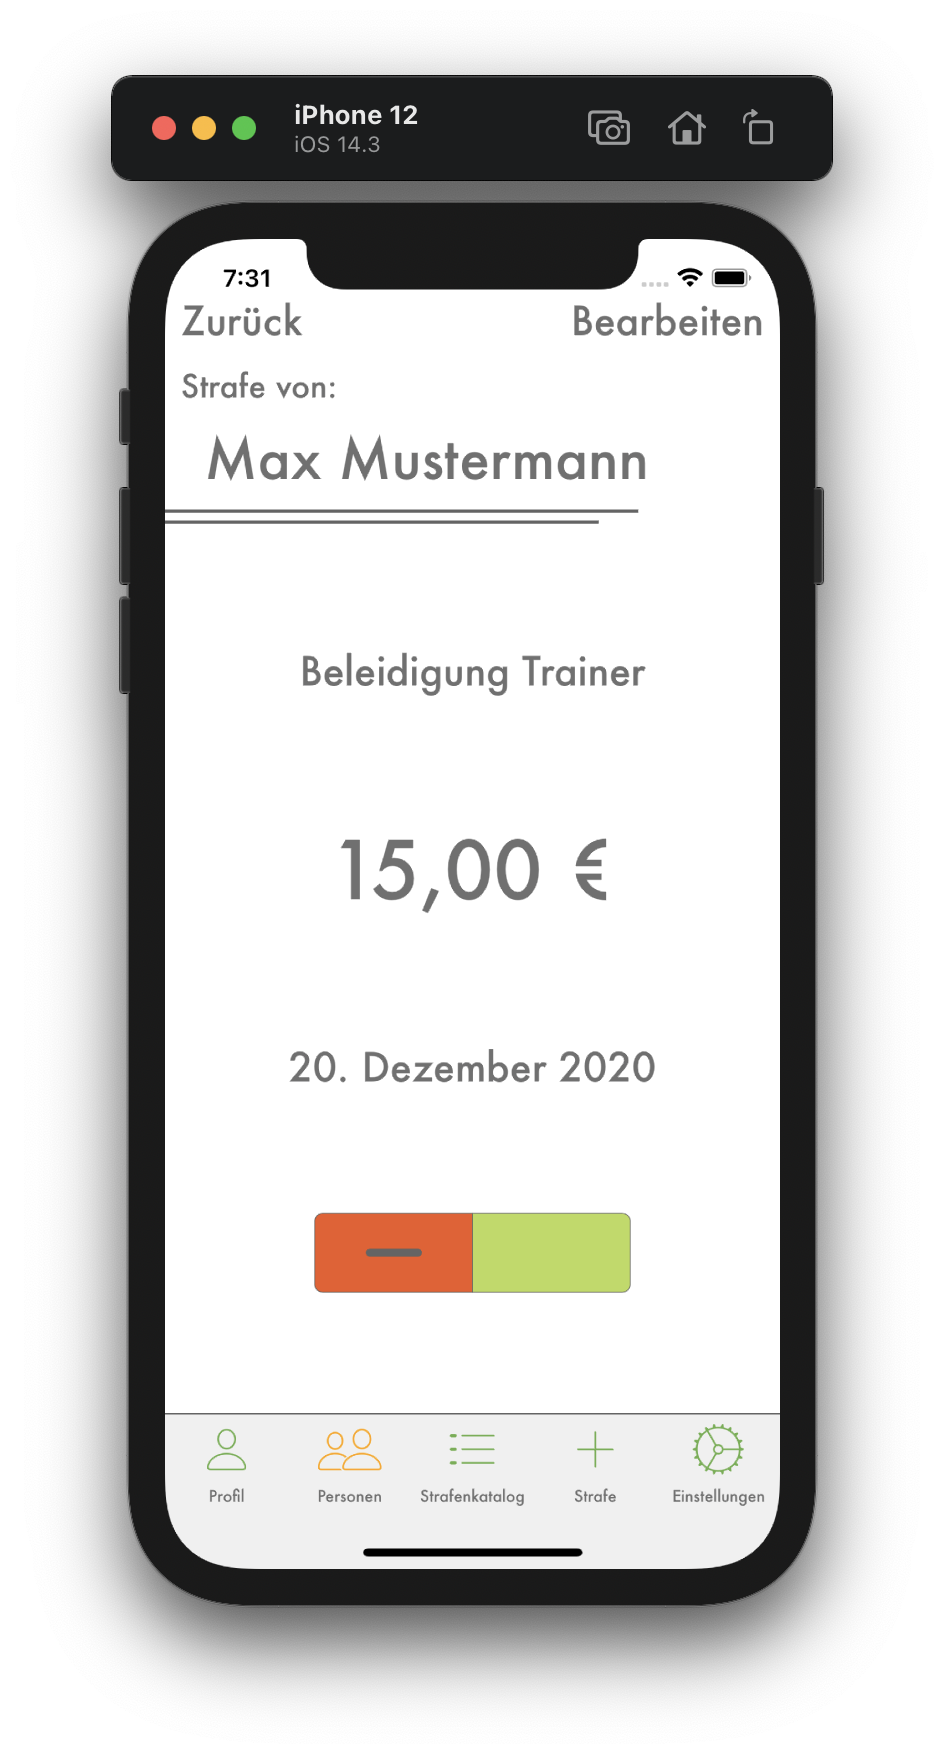 iPhone 12
iOS 14.3
7:31
Zurück Bearbeiten
Strafe von:
Max Mustermann
Beleidigung Trainer
15,00 €
20. Dezember 2020
Profil Personen Strafenkatalog Strafe Einstellungen